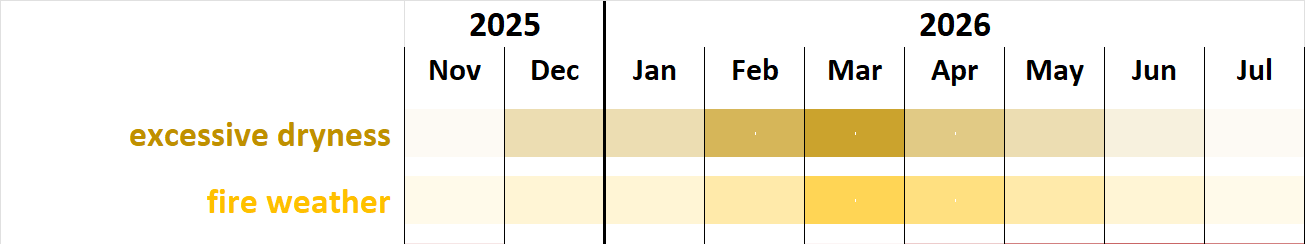 2025 2026
Nov Dec Jan Feb Mar Apr May Jun Jul
excessive dryness
fire weather